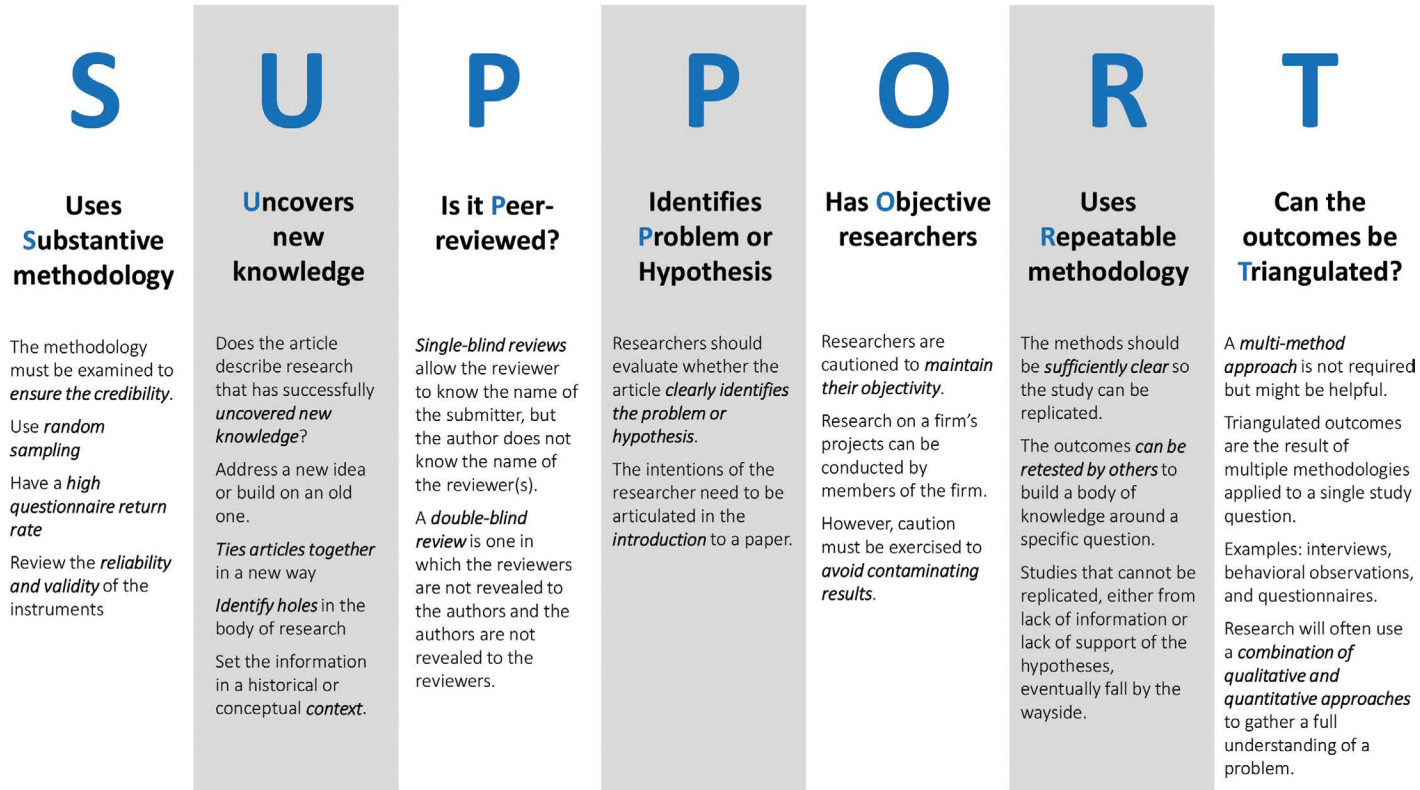 S
U
P
P
O
R
T
Uses
Substantive
methodology
The methodology
must be examined to
ensure the credibility.
Use random
sampling
Have a high
questionnaire return
rate
Review the reliability
and validity of the
instruments
Uncovers
new
knowledge
Does the article
describe research
that has successfully
uncovered new
knowledge?
Address a new idea
or build on an old
one.
Ties articles together
in a new way
Identify holes in the
body of research
Set the information
in a historical or
conceptual context.
Is it Peer-
reviewed?
Single-blind reviews
allow the reviewer
to know the name of
the submitter, but
the author does not
know the name of
the reviewer(s).
A double-blind
review is one in
which the reviewers
are not revealed to
the authors and the
authors are not
revealed to the
reviewers.
Identifies
Problem or
Hypothesis
Researchers should
evaluate whether the
article clearly identifies
the problem or
hypothesis.
The intentions of the
researcher need to be
articulated in the
introduction to a paper.
Has Objective
researchers
Researchers are
cautioned to maintain
their objectivity.
Research on a firm's
projects can be
conducted by
members of the firm.
However, caution
must be exercised to
avoid contaminating
results.
Uses
Repeatable
methodology
The methods should
be sufficiently clear so
the study can be
replicated.
The outcomes can be
retested by others to
build a body of
knowledge around a
specific question.
Studies that cannot be
replicated, either from
lack of information or
lack of support of the
hypotheses,
eventually fall by the
wayside.
Can the
outcomes be
Triangulated?
A multi-method
approach is not required
but might be helpful.
Triangulated outcomes
are the result of
multiple methodologies
applied to a single study
question.
Examples: interviews,
behavioral observations,
and questionnaires.
Research will often use
a combination of
qualitative and
quantitative approaches
to gather a full
understanding of a
problem.